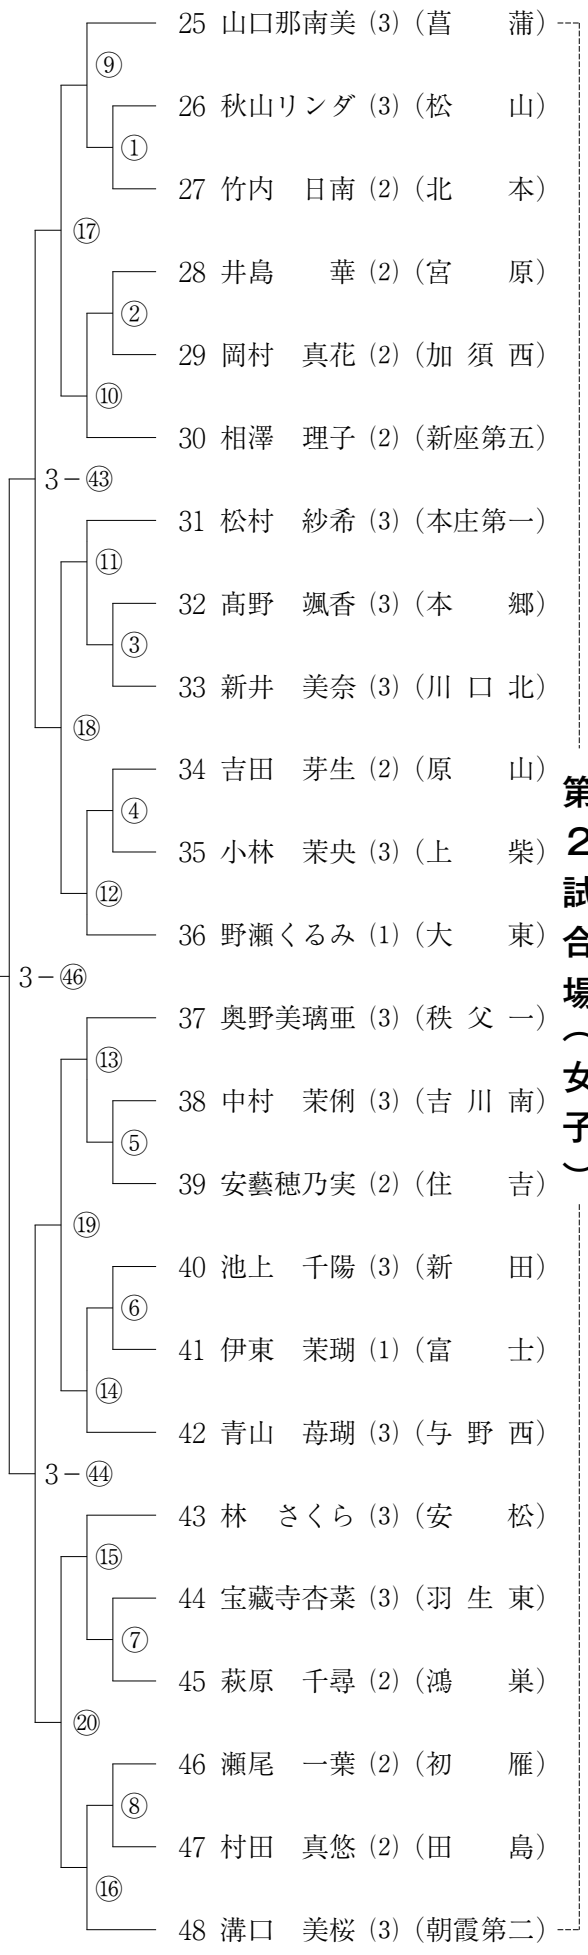 25 山口那南美 (3) (菖　　蒲)
⑨
26 秋山リンダ (3) (松　　山)
①
27 竹内　日南 (2) (北　　本)
⑰
28 井島　　華 (2) (宮　　原)
②
29 岡村　真花 (2) (加 須 西)
⑩
30 相澤　理子 (2) (新座第五)
3－㊸
31 松村　紗希 (3) (本庄第一)
⑪
32 髙野　颯香 (3) (本　　郷)
③
33 新井　美奈 (3) (川 口 北)
⑱
34 吉田　芽生 (2) (原　　山)
④
35 小林　茉央 (3) (上　　柴)
⑫
36 野瀬くるみ (1) (大　　東)
3－㊻
37 奥野美璃亜 (3) (秩 父 一)
⑬
38 中村　茉俐 (3) (吉 川 南)
⑤
39 安藝穂乃実 (2) (住　　吉)
⑲
40 池上　千陽 (3) (新　　田)
⑥
41 伊東　茉瑚 (1) (富　　士)
⑭
42 青山　苺瑚 (3) (与 野 西)
3－㊹
43 林　さくら (3) (安　　松)
⑮
44 宝藏寺杏菜 (3) (羽 生 東)
⑦
45 萩原　千尋 (2) (鴻　　巣)
⑳
46 瀬尾　一葉 (2) (初　　雁)
⑧
47 村田　真悠 (2) (田　　島)
⑯
48 溝口　美桜 (3) (朝霞第二)
第２試合場（女子）